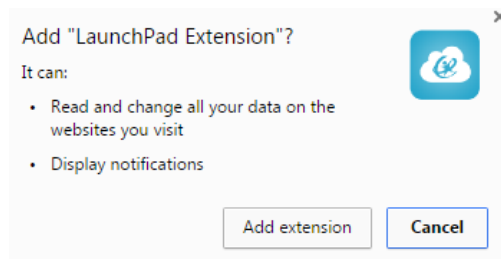 Add "LaunchPad Extension"?
It can:
• Read and change all your data on the
websites you visit
• Display notifications
Add extension
Cancel